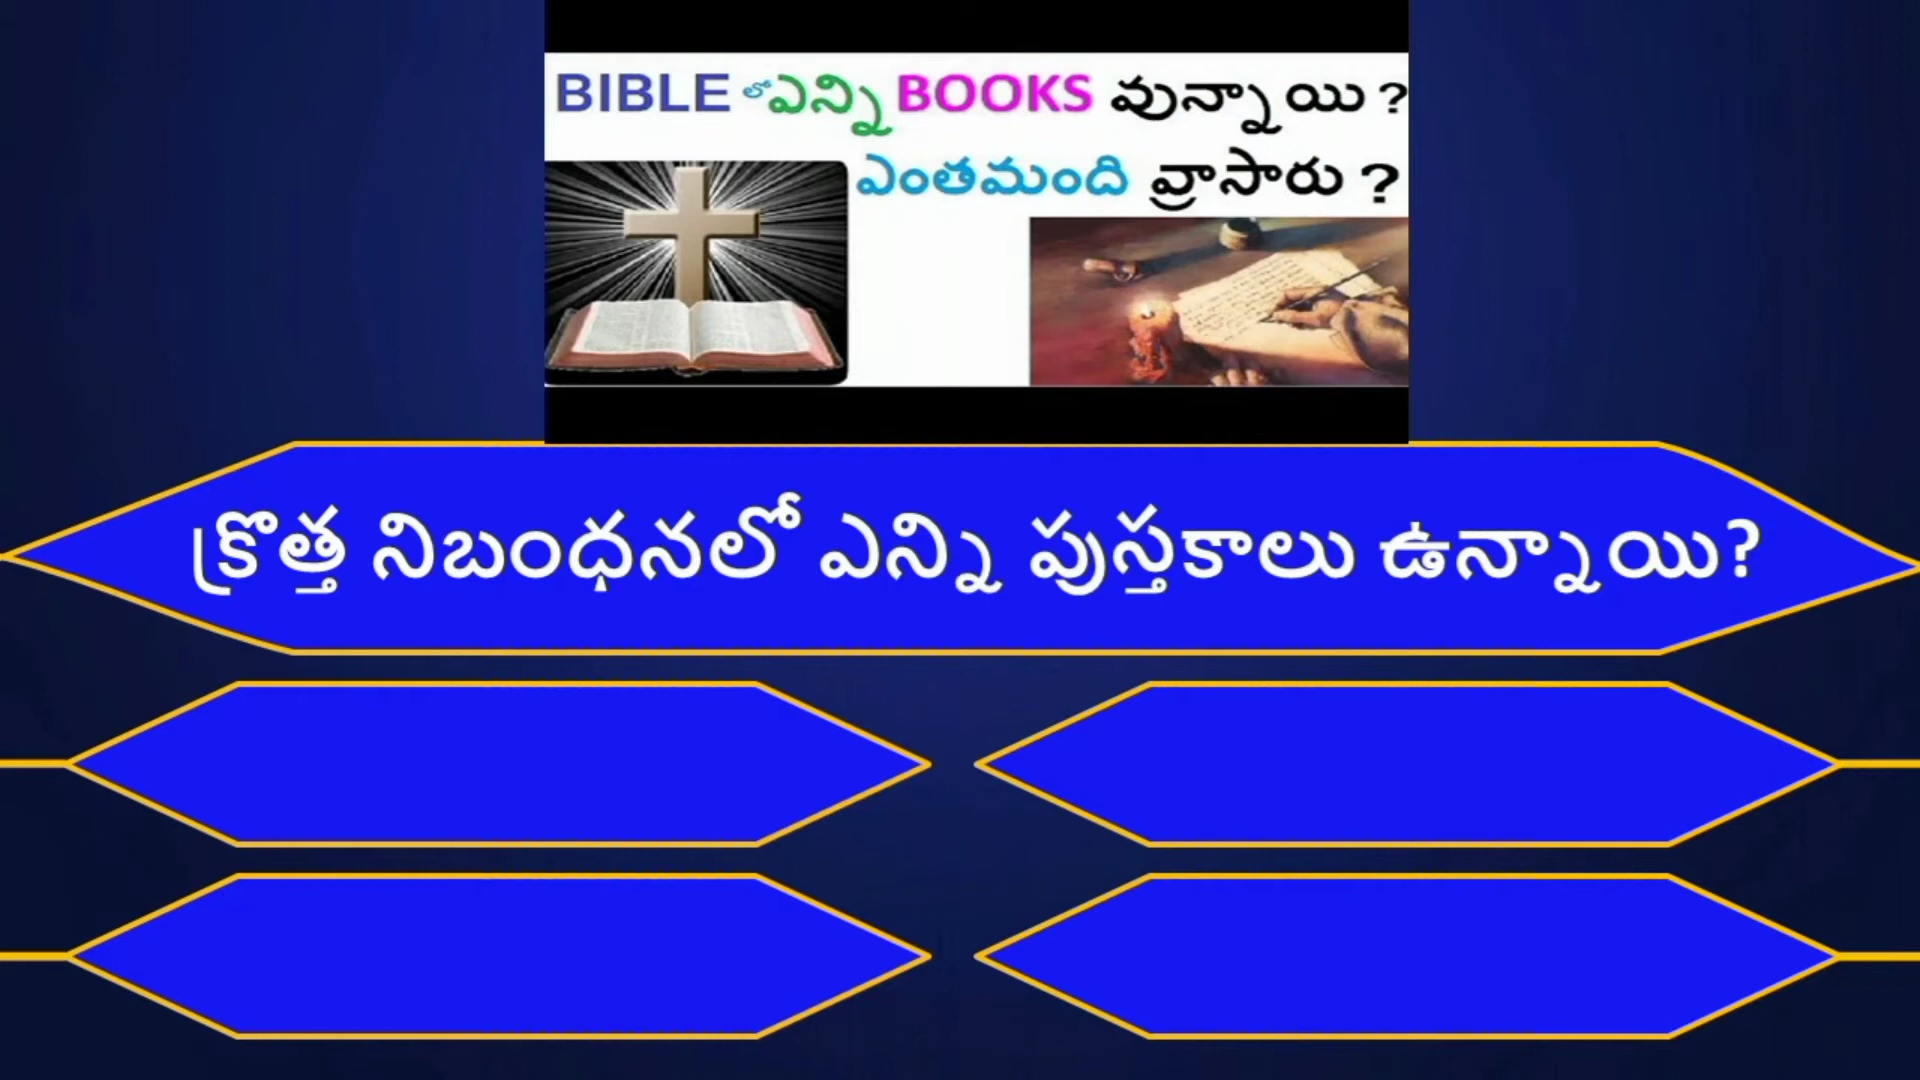 BIBLE లో ఎన్ని BOOKS వున్నాయి ?
ఎంతమంది వ్రాసారు ?
క్రొత్త నిబంధనలో ఎన్ని పుస్తకాలు ఉన్నాయి?